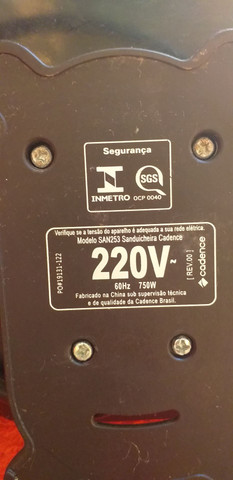 Segurança
SGS
INMETRO OCP 0040
Verifique se a tensão do aparelho é adequada a sua rede elétrica.
Modelo SAN253 Sanduicheira Cadence
220V~
60Hz 750W
Fabricado na China sob supervisão técnica
e de qualidade da Cadence Brasil.
PO#19131-122
[REV.00]
cadence